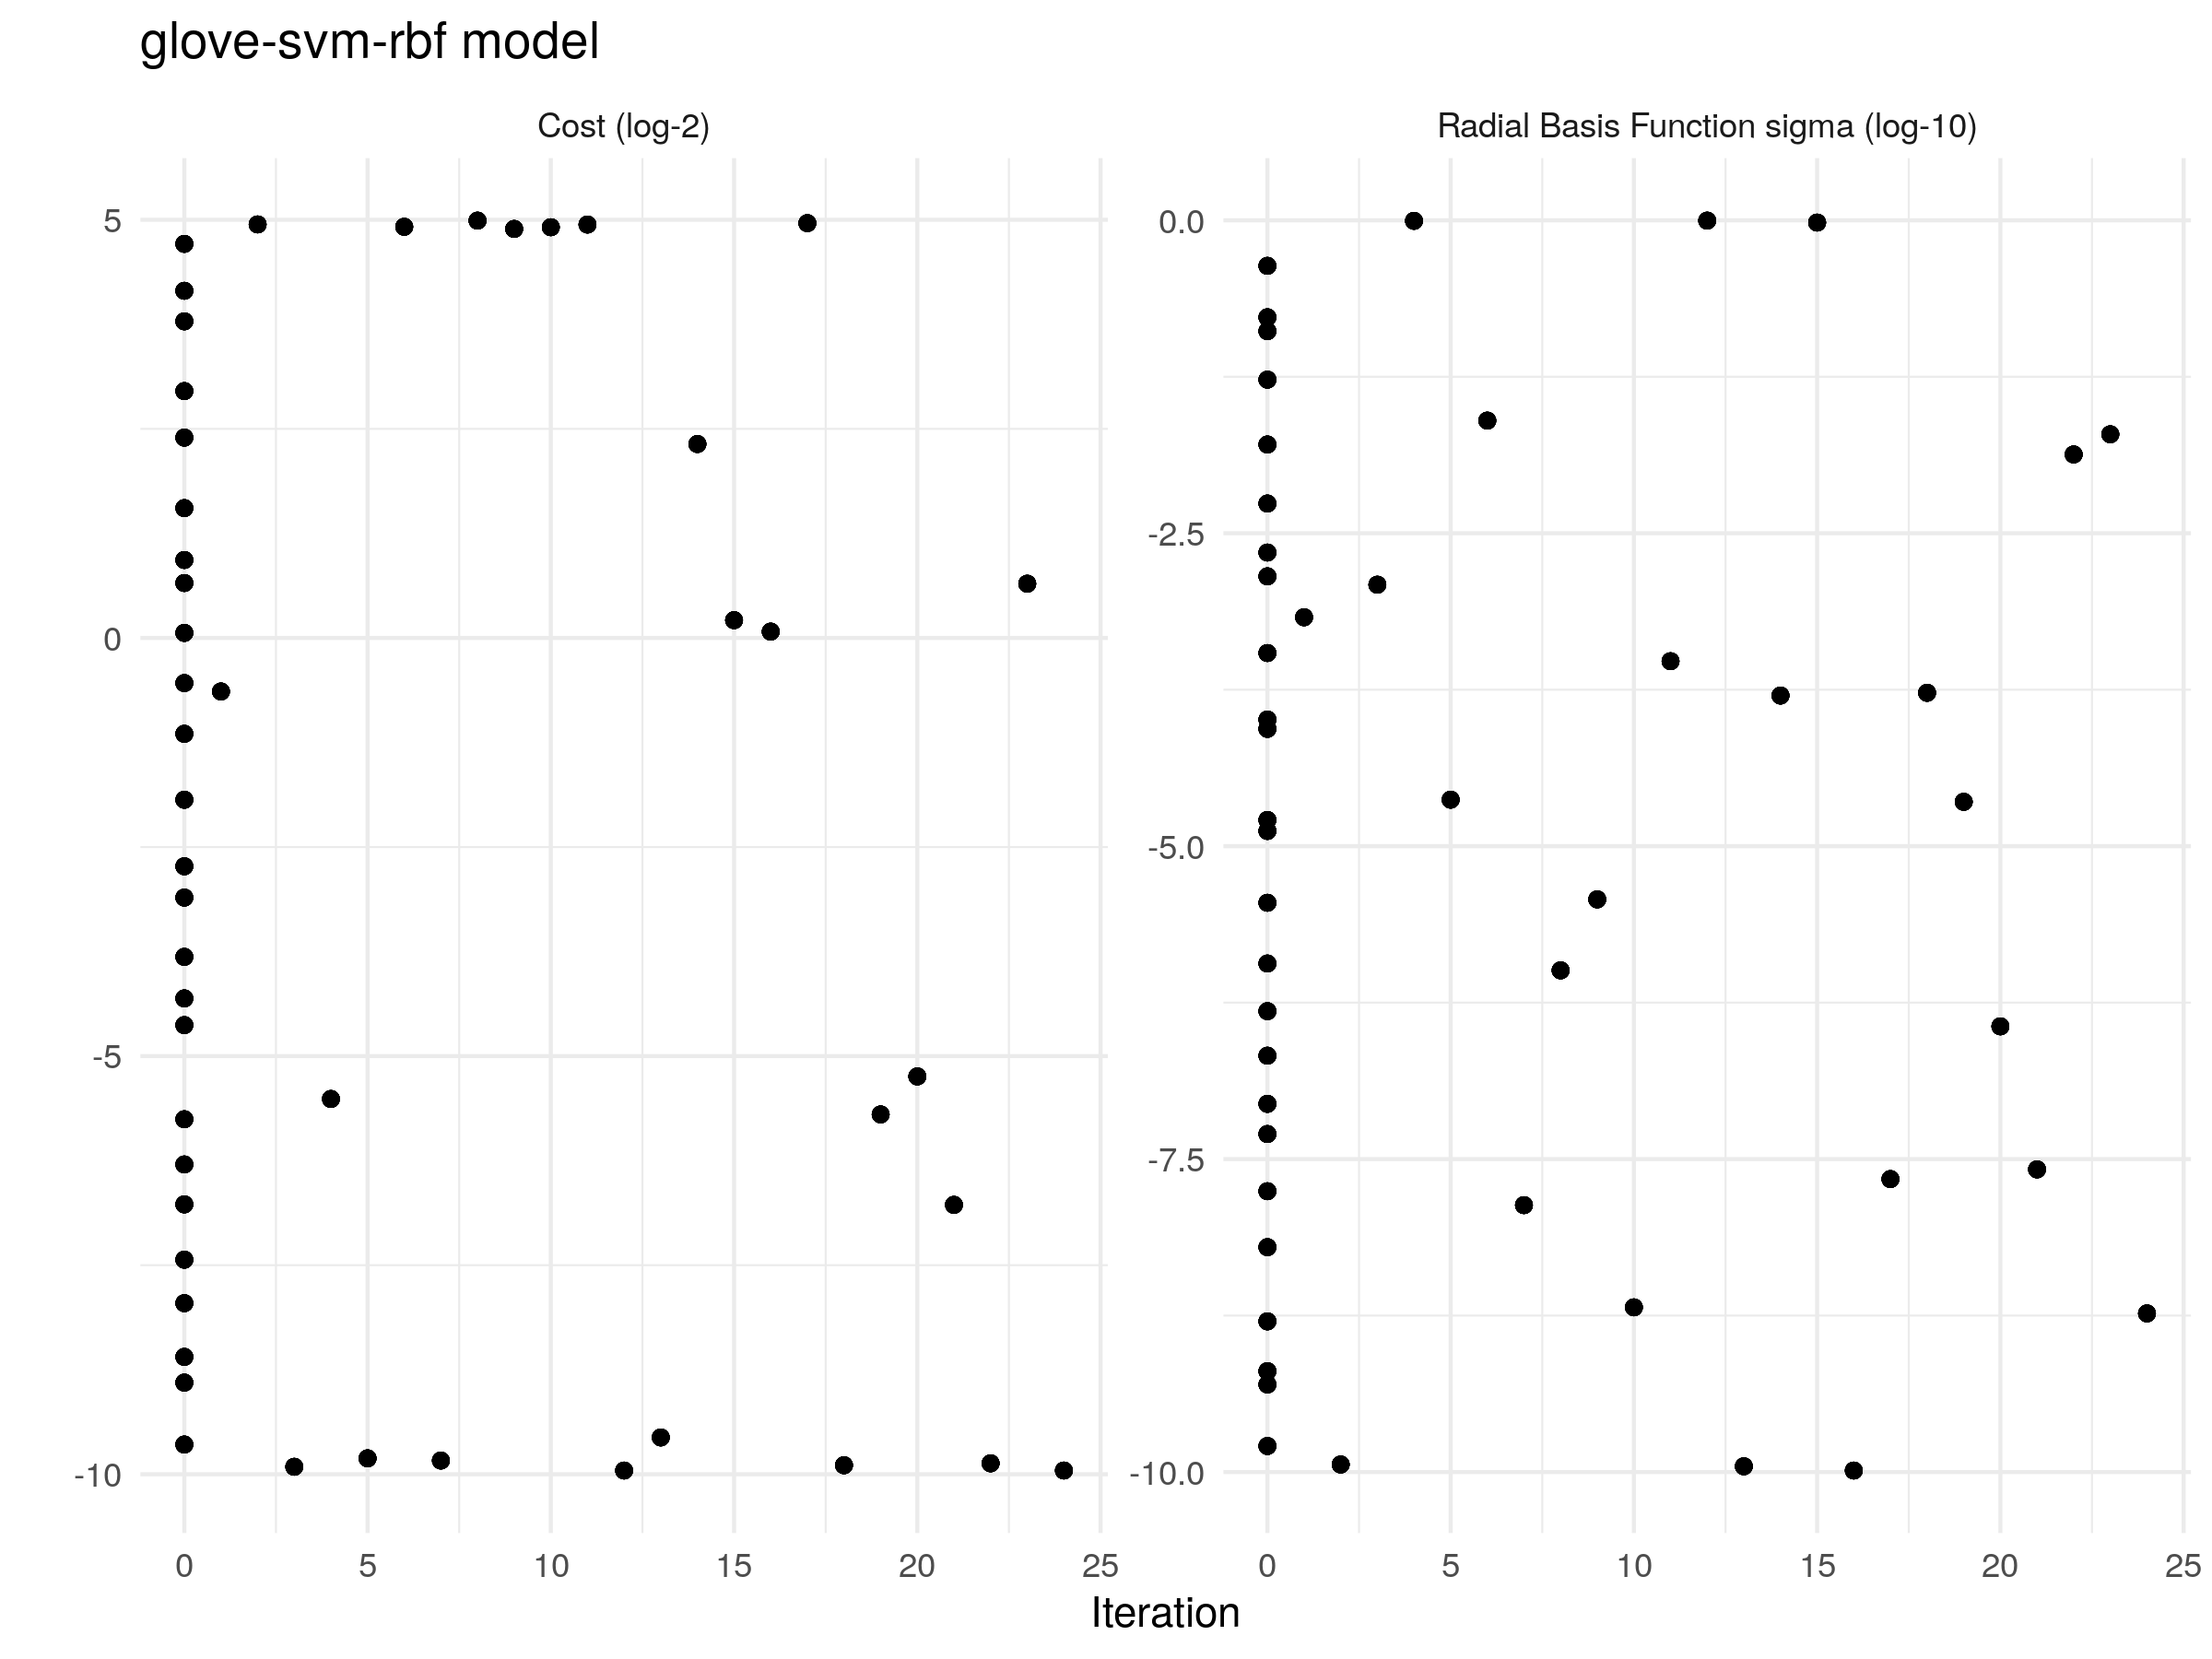 glove-svm-rbf model
Cost (log-2)
Radial Basis Function sigma (log-10)
5
0
-5
-10
0.0
-2.5
-5.0
-7.5
-10.0
0 5 10 15 20 25
0 5 10 15 20 25
Iteration